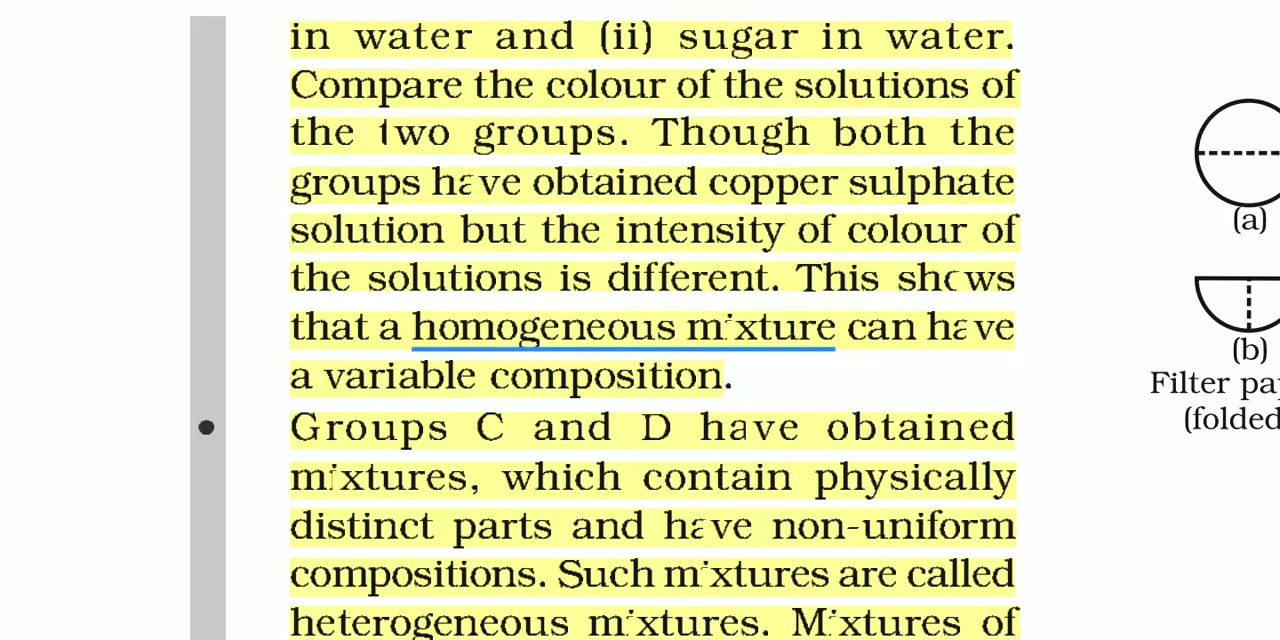 in water and (ii) sugar in water.
Compare the colour of the solutions of
the two groups. Though both the
groups have obtained copper sulphate
solution but the intensity of colour of
the solutions is different. This shows
that a homogeneous mixture can have
a variable composition.
• Groups C and D have obtained
mixtures, which contain physically
distinct parts and have non-uniform
compositions. Such mixtures are called
heterogeneous mixtures. Mixtures of
(a)
(b)
Filter
(folded